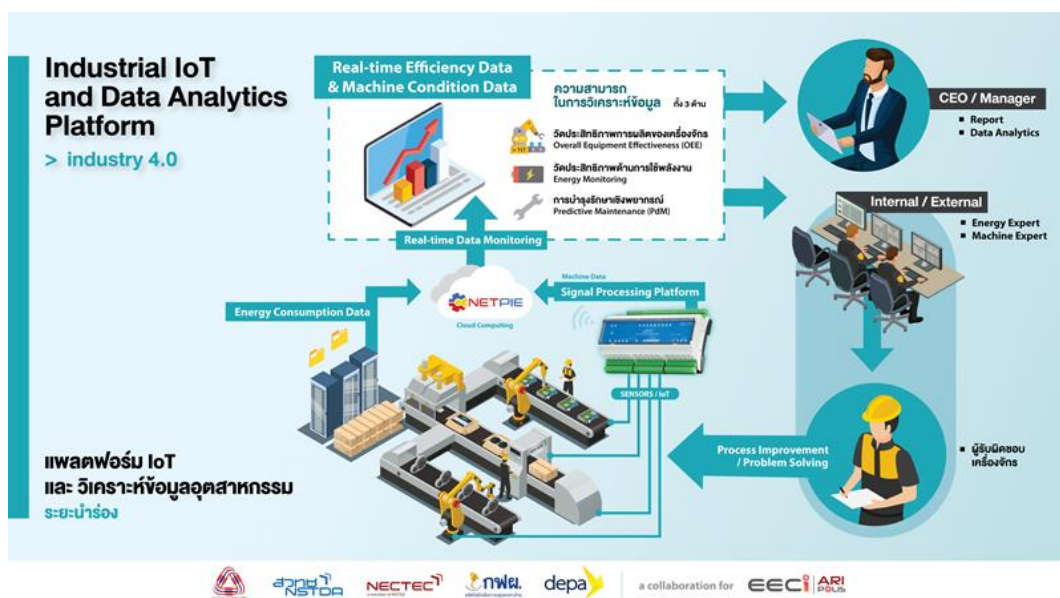 Industrial IoT
and Data Analytics
Platform
> industry 4.0
Real-time Efficiency Data
& Machine Condition Data
ความสามารถ
ในการวิเคราะห์ข้อมูล ทั้ง 3 ด้าน
วัดประสิทธิภาพการผลิตของเครื่องจักร
Overall Equipment Effectiveness (OEE)
วัดประสิทธิภาพด้านการใช้พลังงาน
Energy Monitoring
การบำรุงรักษาเชิงพยากรณ์
Predictive Maintenance (PdM)
CEO / Manager
▪ Report
▪ Data Analytics
Internal / External
▪ Energy Expert
▪ Machine Expert
Real-time Data Monitoring
NETPIE
Cloud Computing
Machine Data
Signal Processing Platform
Energy Consumption Data
SENSORS / IoT
Process Improvement
/ Problem Solving
▪ ผู้รับผิดชอบ
เครื่องจักร
แพลตฟอร์ม IoT
และ วิเคราะห์ข้อมูลอุตสาหกรรม
ระยะนำร่อง
สวทช
NSTDA
NECTEC
กฟผ.
depa
a collaboration for
EECi
ARI
POLIS